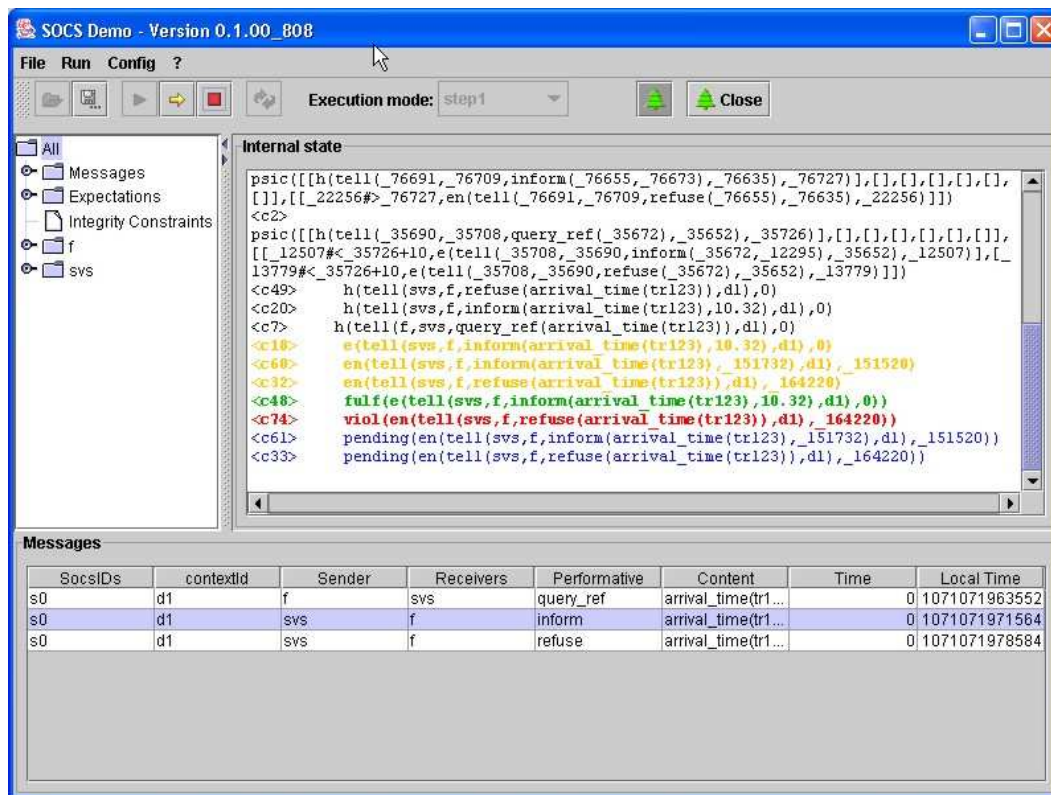 SOCS Demo - Version 0.1.00_808
File Run Config ?
Execution mode: step1 Close
All
Messages
Expectations
Integrity Constraints
f
svs
Internal state
psic([[h(tell(_76691,_76709,inform(_76655,_76673),_76635),_76727)],[],[],[],[],[],
[]],[[_22256#>_76727,en(tell(_76691,_76709,refuse(_76655),_76635),_22256)]])
<c2>
psic([[h(tell(_35690,_35708,query_ref(_35672),_35652),_35726)],[],[],[],[],[],[]],
[[_12507#<_35726+10,e(tell(_35708,_35690,inform(_35672,_12295),_35652),_12507)],[_
13779#<_35726+10,e(tell(_35708,_35690,refuse(_35672),_35652),_13779)]])
<c49> h(tell(svs,f,refuse(arrival_time(tr123)),d1),0)
<c20> h(tell(svs,f,inform(arrival_time(tr123),10.32),d1),0)
<c7> h(tell(f,svs,query_ref(arrival_time(tr123)),d1),0)
<c18> e(tell(svs,f,inform(arrival_time(tr123),10.32),d1),0)
<c60> en(tell(svs,f,inform(arrival_time(tr123),_151732),d1),_151520)
<c32> en(tell(svs,f,refuse(arrival_time(tr123)),d1),_164220)
<c48> fulf(e(tell(svs,f,inform(arrival_time(tr123),10.32),d1),0))
<c74> viol(en(tell(svs,f,refuse(arrival_time(tr123)),d1),_164220))
<c61> pending(en(tell(svs,f,inform(arrival_time(tr123),_151732),d1),_151520))
<c33> pending(en(tell(svs,f,refuse(arrival_time(tr123)),d1),_164220))
Messages
SocsIDs contextId Sender Receivers Performative Content Time Local Time
s0 d1 f svs query_ref arrival_time(tr1... 0 1071071963552
s0 d1 svs f inform arrival_time(tr1... 0 1071071971564
s0 d1 svs f refuse arrival_time(tr1... 0 1071071978584